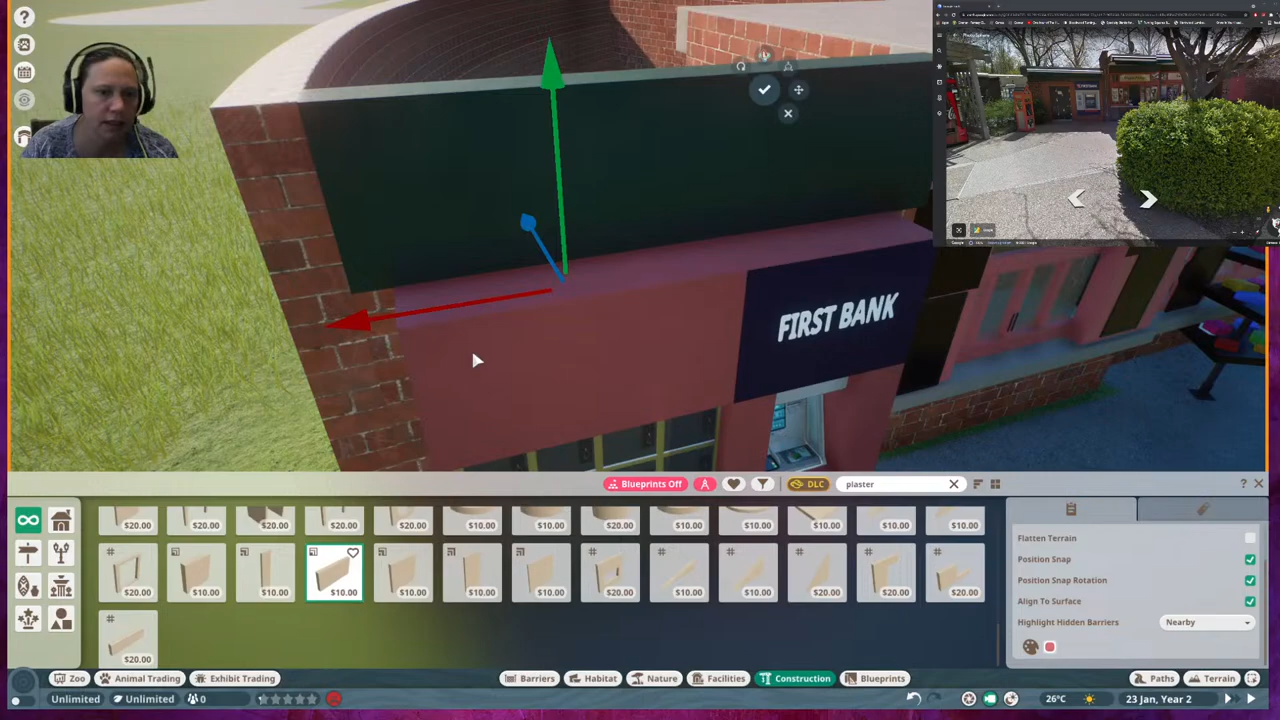 FIRST BANK
Blueprints Off
DLC
plaster
$20.00 $20.00 $20.00 $20.00 $20.00 $10.00 $10.00 $20.00 $10.00 $10.00 $10.00 $10.00 $10.00
$20.00 $10.00 $10.00 $10.00 $10.00 $10.00 $10.00 $20.00 $10.00 $10.00 $20.00 $20.00 $20.00
$20.00
Flatten Terrain
Position Snap
Position Snap Rotation
Align To Surface
Highlight Hidden Barriers Nearby
Zoo Animal Trading Exhibit Trading Barriers Habitat Nature Facilities Construction Blueprints Paths Terrain
Unlimited Unlimited 0 26°C 23 Jan, Year 2